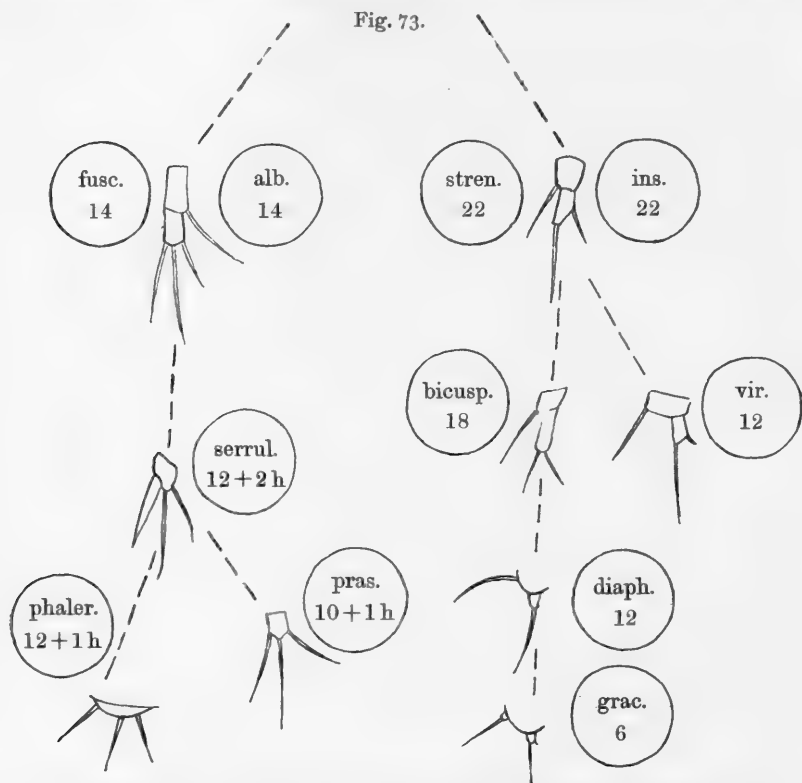 Fig. 73.
fusc.
14
alb.
14
stren.
22
ins.
22
bicusp.
18
vir.
12
serrul.
12 + 2 h
phaler.
12 + 1 h
pras.
10 + 1 h
diaph.
12
grac.
6